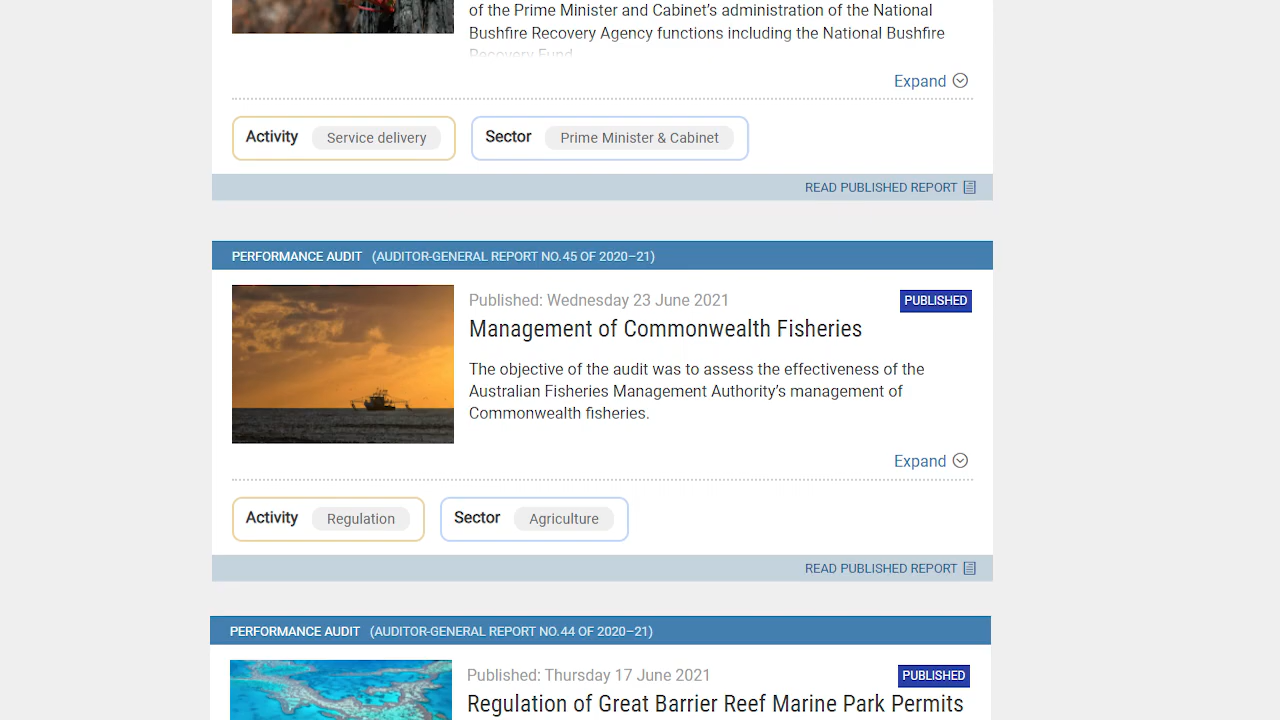 of the Prime Minister and Cabinet’s administration of the National
Bushfire Recovery Agency functions including the National Bushfire
Recovery Fund.
Expand
Activity Service delivery Sector Prime Minister & Cabinet
READ PUBLISHED REPORT
PERFORMANCE AUDIT (AUDITOR-GENERAL REPORT NO.45 OF 2020–21)
Published: Wednesday 23 June 2021 PUBLISHED
Management of Commonwealth Fisheries
The objective of the audit was to assess the effectiveness of the
Australian Fisheries Management Authority’s management of
Commonwealth fisheries.
Expand
Activity Regulation Sector Agriculture
READ PUBLISHED REPORT
PERFORMANCE AUDIT (AUDITOR-GENERAL REPORT NO.44 OF 2020–21)
Published: Thursday 17 June 2021 PUBLISHED
Regulation of Great Barrier Reef Marine Park Permits